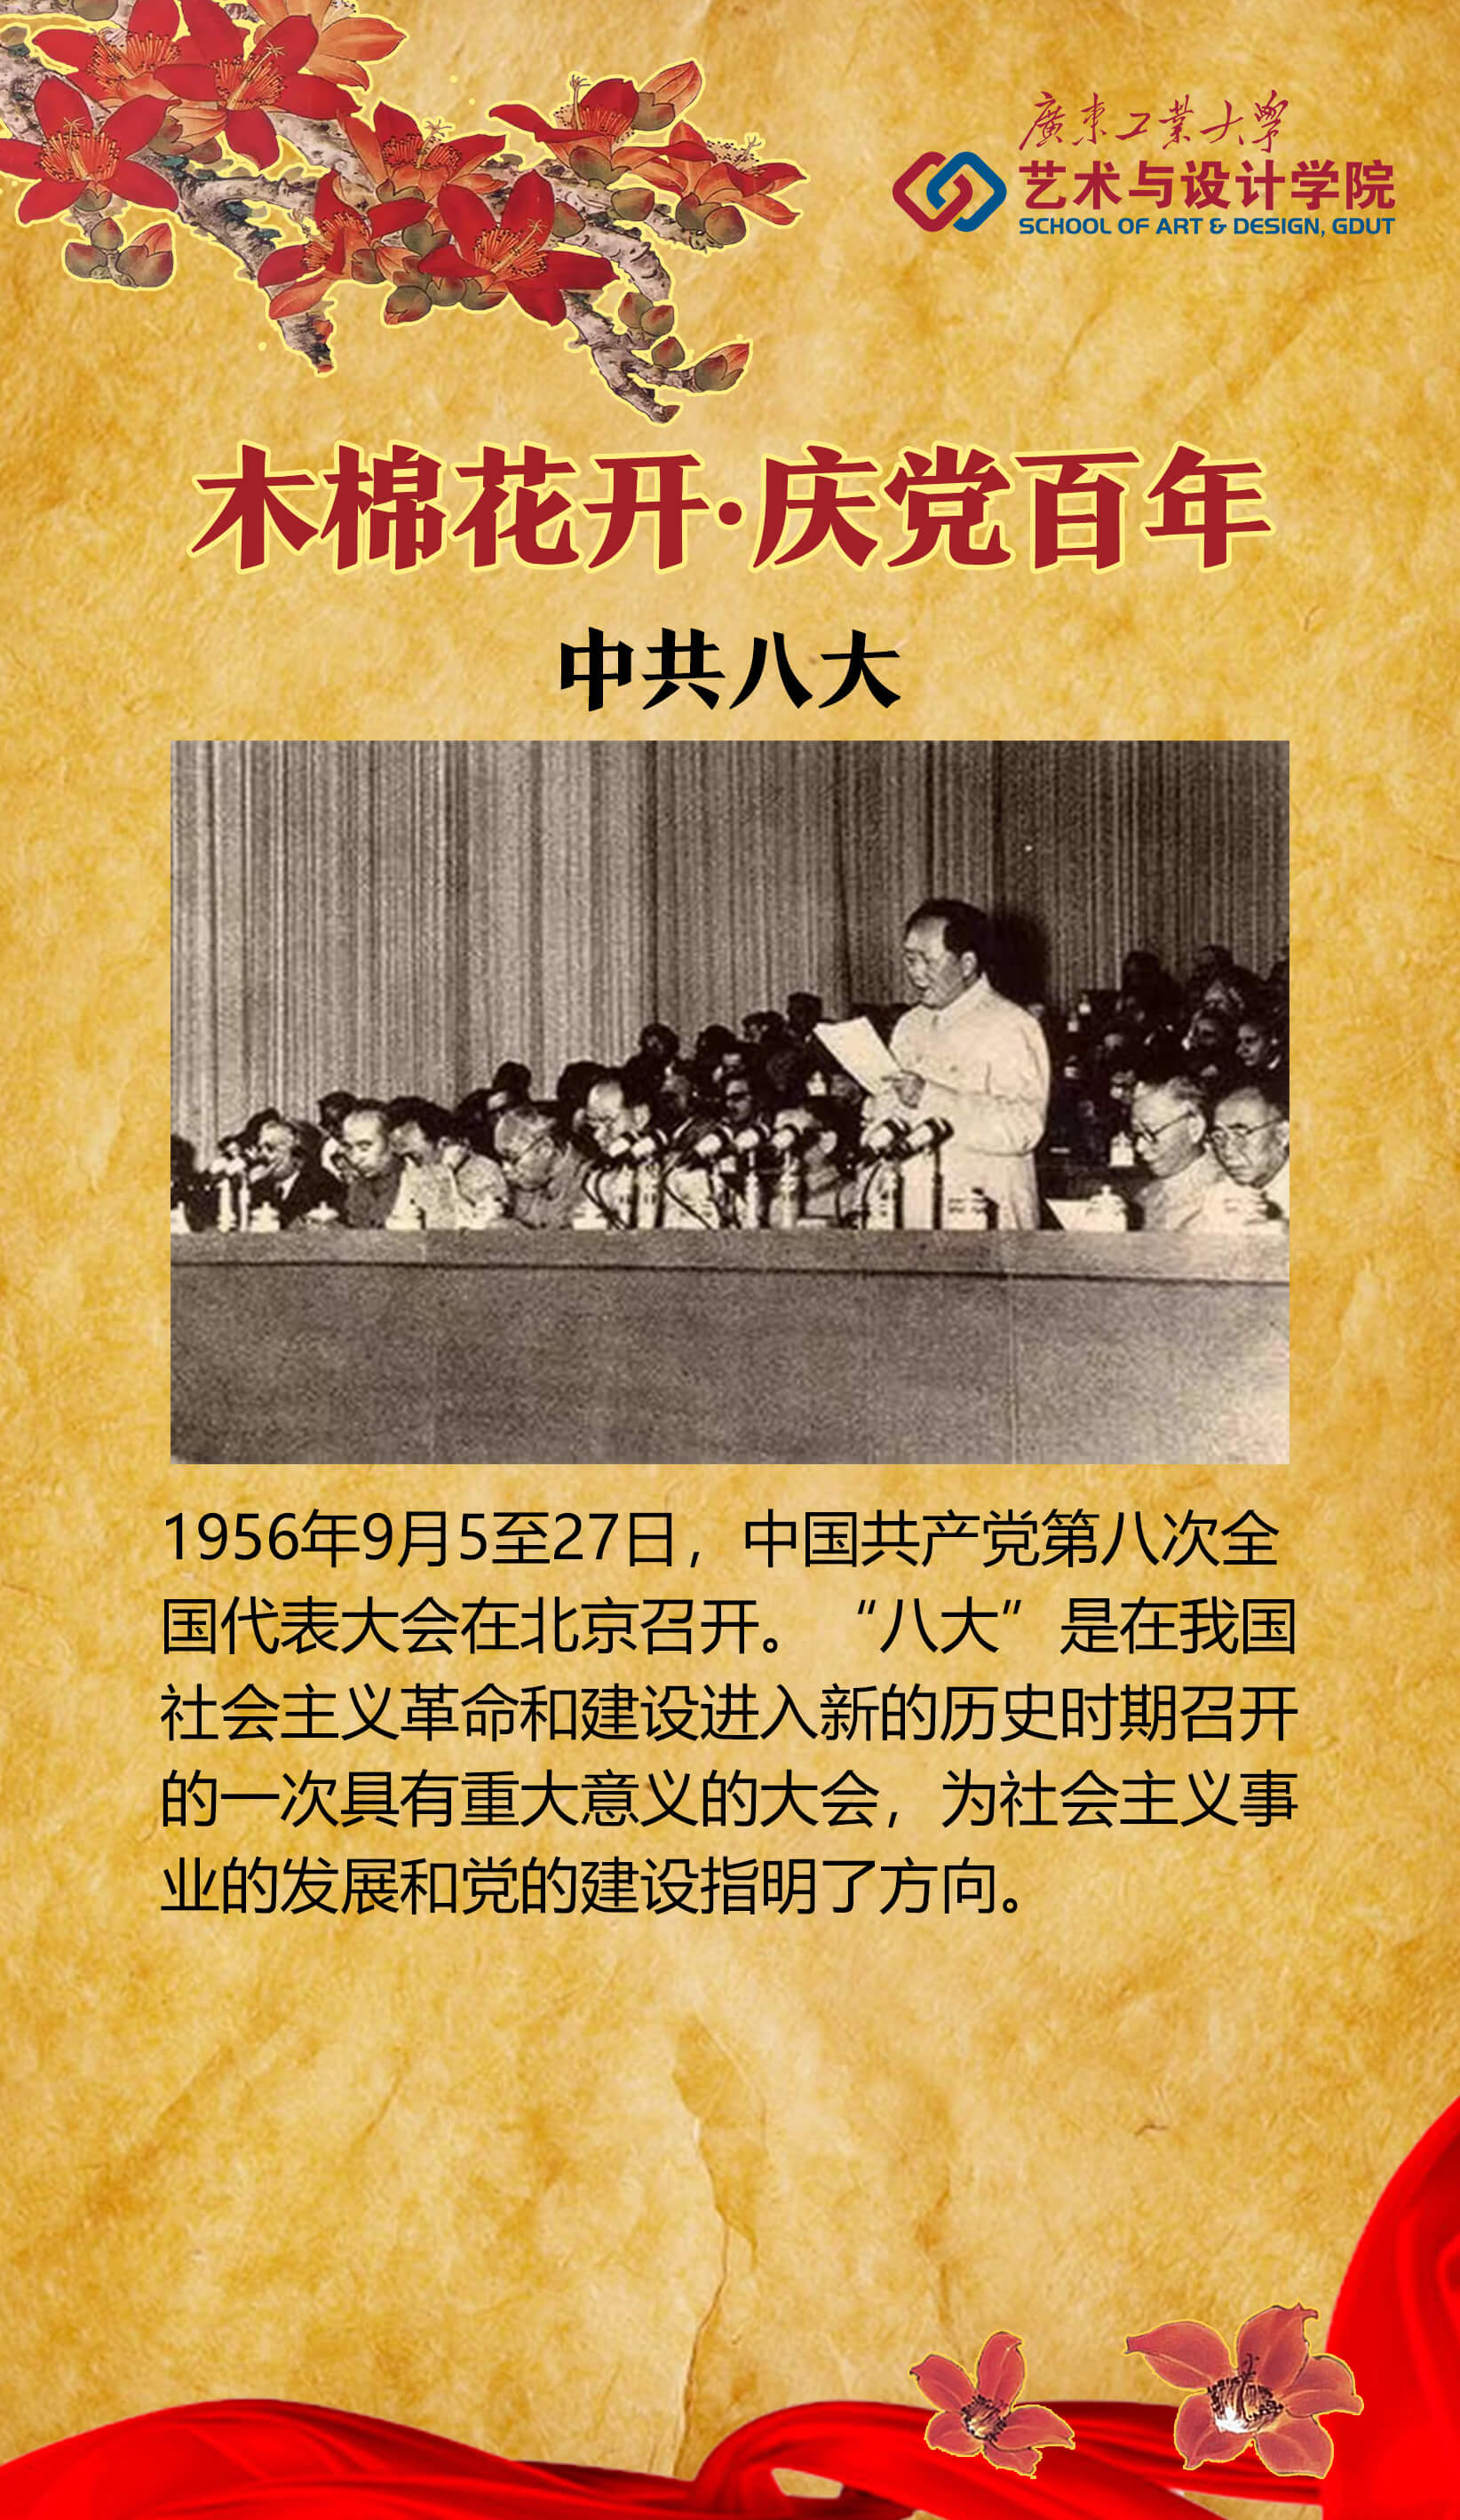 廣東工業大學
艺术与设计学院
SCHOOL OF ART & DESIGN, GDUT
木棉花开·庆党百年
中共八大
1956年9月5至27日，中国共产党第八次全
国代表大会在北京召开。“八大”是在我国
社会主义革命和建设进入新的历史时期召开
的一次具有重大意义的大会，为社会主义事
业的发展和党的建设指明了方向。